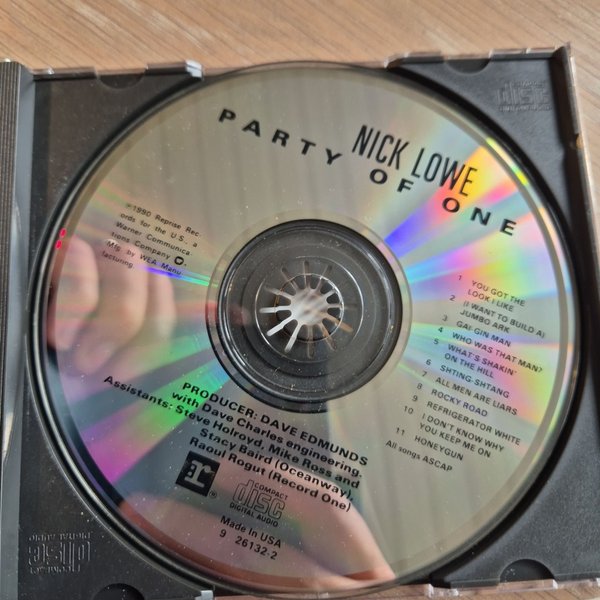 NICK LOWE
PARTY OF ONE
℗1990 Reprise Rec-
ords for the U.S., a
Warner Communica-
tions Company
Mfg. by WEA Manu
facturing
1 YOU GOT THE
LOOK I LIKE
2 (I WANT TO BUILD A)
JUMBO ARK
3 GAI-GIN MAN
4 WHO WAS THAT MAN?
5 WHAT'S SHAKIN'
ON THE HILL
6 SHTING-SHTANG
7 ALL MEN ARE LIARS
8 ROCKY ROAD
9 REFRIGERATOR WHITE
10 I DON'T KNOW WHY
YOU KEEP ME ON
11 HONEYGUN
All songs ASCAP
PRODUCER: DAVE EDMUNDS
with Dave Charles engineering.
Assistants: Steve Holroyd, Mike Ross and
Stacy Baird (Oceanway),
Raoul Rogut (Record One)
r®
COMPACT
disc
DIGITAL AUDIO
Made in USA
9 26132-2
COMPACT
disc
DIGITAL AUDIO
disc